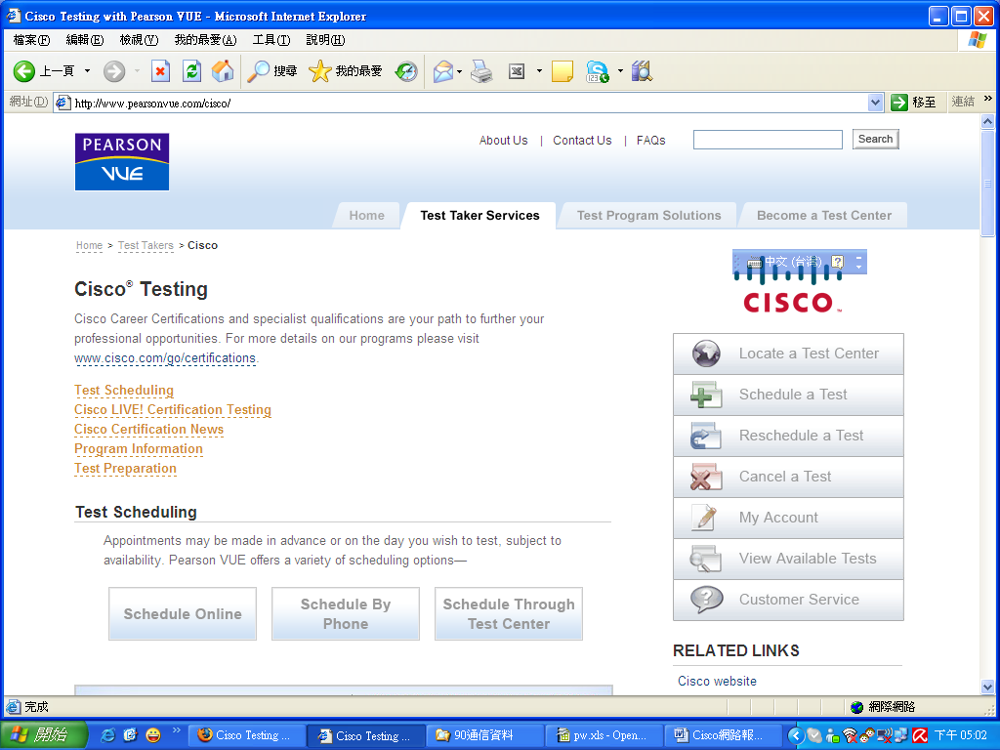 Cisco Testing with Pearson VUE - Microsoft Internet Explorer
檔案(F) 編輯(E) 檢視(V) 我的最愛(A) 工具(T) 說明(H)
上一頁 搜尋 我的最愛
網址(D) http://www.pearsonvue.com/cisco/ 移至 連結 »
PEARSON
VUE
About Us | Contact Us | FAQs Search
Home Test Taker Services Test Program Solutions Become a Test Center
Home > Test Takers > Cisco
中文 (台灣)
CISCO™
Cisco® Testing
Cisco Career Certifications and specialist qualifications are your path to further your
professional opportunities. For more details on our programs please visit
www.cisco.com/go/certifications.
Test Scheduling
Cisco LIVE! Certification Testing
Cisco Certification News
Program Information
Test Preparation
Test Scheduling
Appointments may be made in advance or on the day you wish to test, subject to
availability. Pearson VUE offers a variety of scheduling options—
Schedule Online
Schedule By
Phone
Schedule Through
Test Center
Locate a Test Center
Schedule a Test
Reschedule a Test
Cancel a Test
My Account
View Available Tests
Customer Service
RELATED LINKS
Cisco website
完成 網際網路
開始 » Cisco Testing ... Cisco Testing ... 90通信資料 pw.xls - Open... Cisco網路報... 下午 05:02